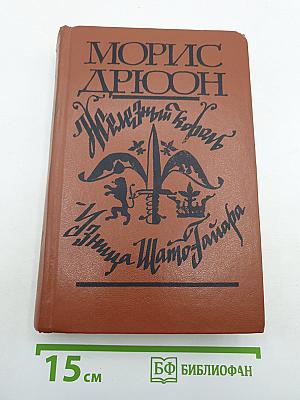 МОРИС
ДРЮОН
Железный король
Узница Шато-Гайара
15 см
БФ БИБЛИОФАН